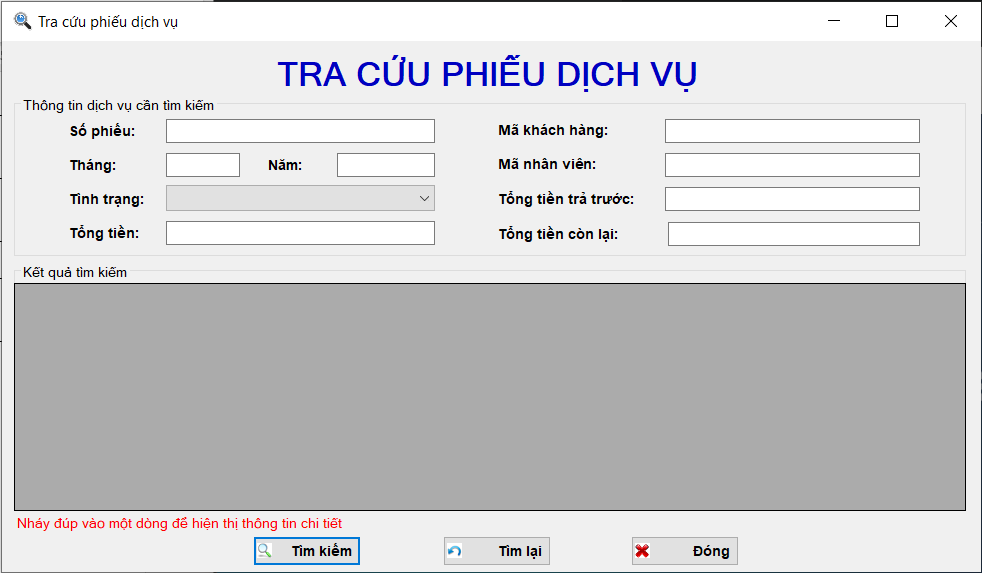 Tra cứu phiếu dịch vụ
TRA CỨU PHIẾU DỊCH VỤ
Thông tin dịch vụ cần tìm kiếm
Số phiếu:
Mã khách hàng:
Tháng:
Năm:
Mã nhân viên:
Tình trạng:
Tổng tiền trả trước:
Tổng tiền:
Tổng tiền còn lại:
Kết quả tìm kiếm
Nháy đúp vào một dòng để hiện thị thông tin chi tiết
Tìm kiếm
Tìm lại
Đóng